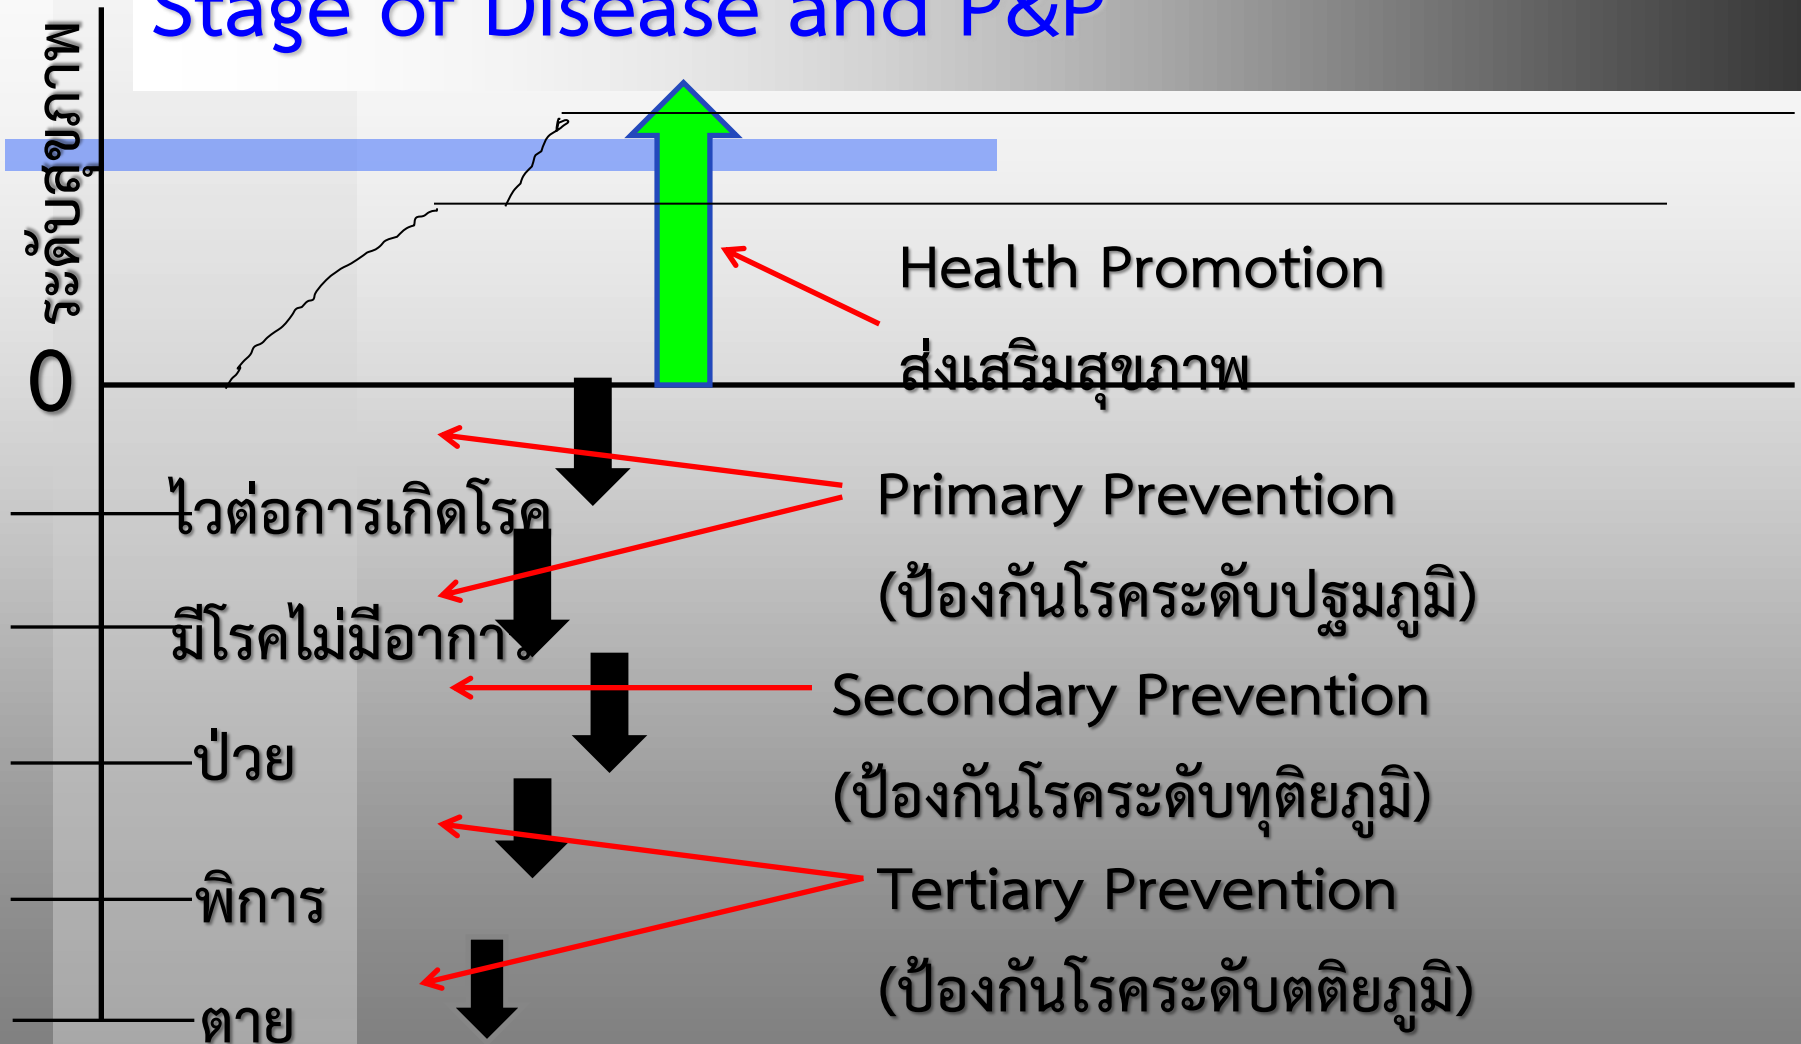 Stage of Disease and P&P
ระดับสุขภาพ
0
Health Promotion
ส่งเสริมสุขภาพ
ไวต่อการเกิดโรค
Primary Prevention
(ป้องกันโรคระดับปฐมภูมิ)
มีโรคไม่มีอาการ
Secondary Prevention
ป่วย
(ป้องกันโรคระดับทุติยภูมิ)
พิการ
Tertiary Prevention
(ป้องกันโรคระดับตติยภูมิ)
ตาย